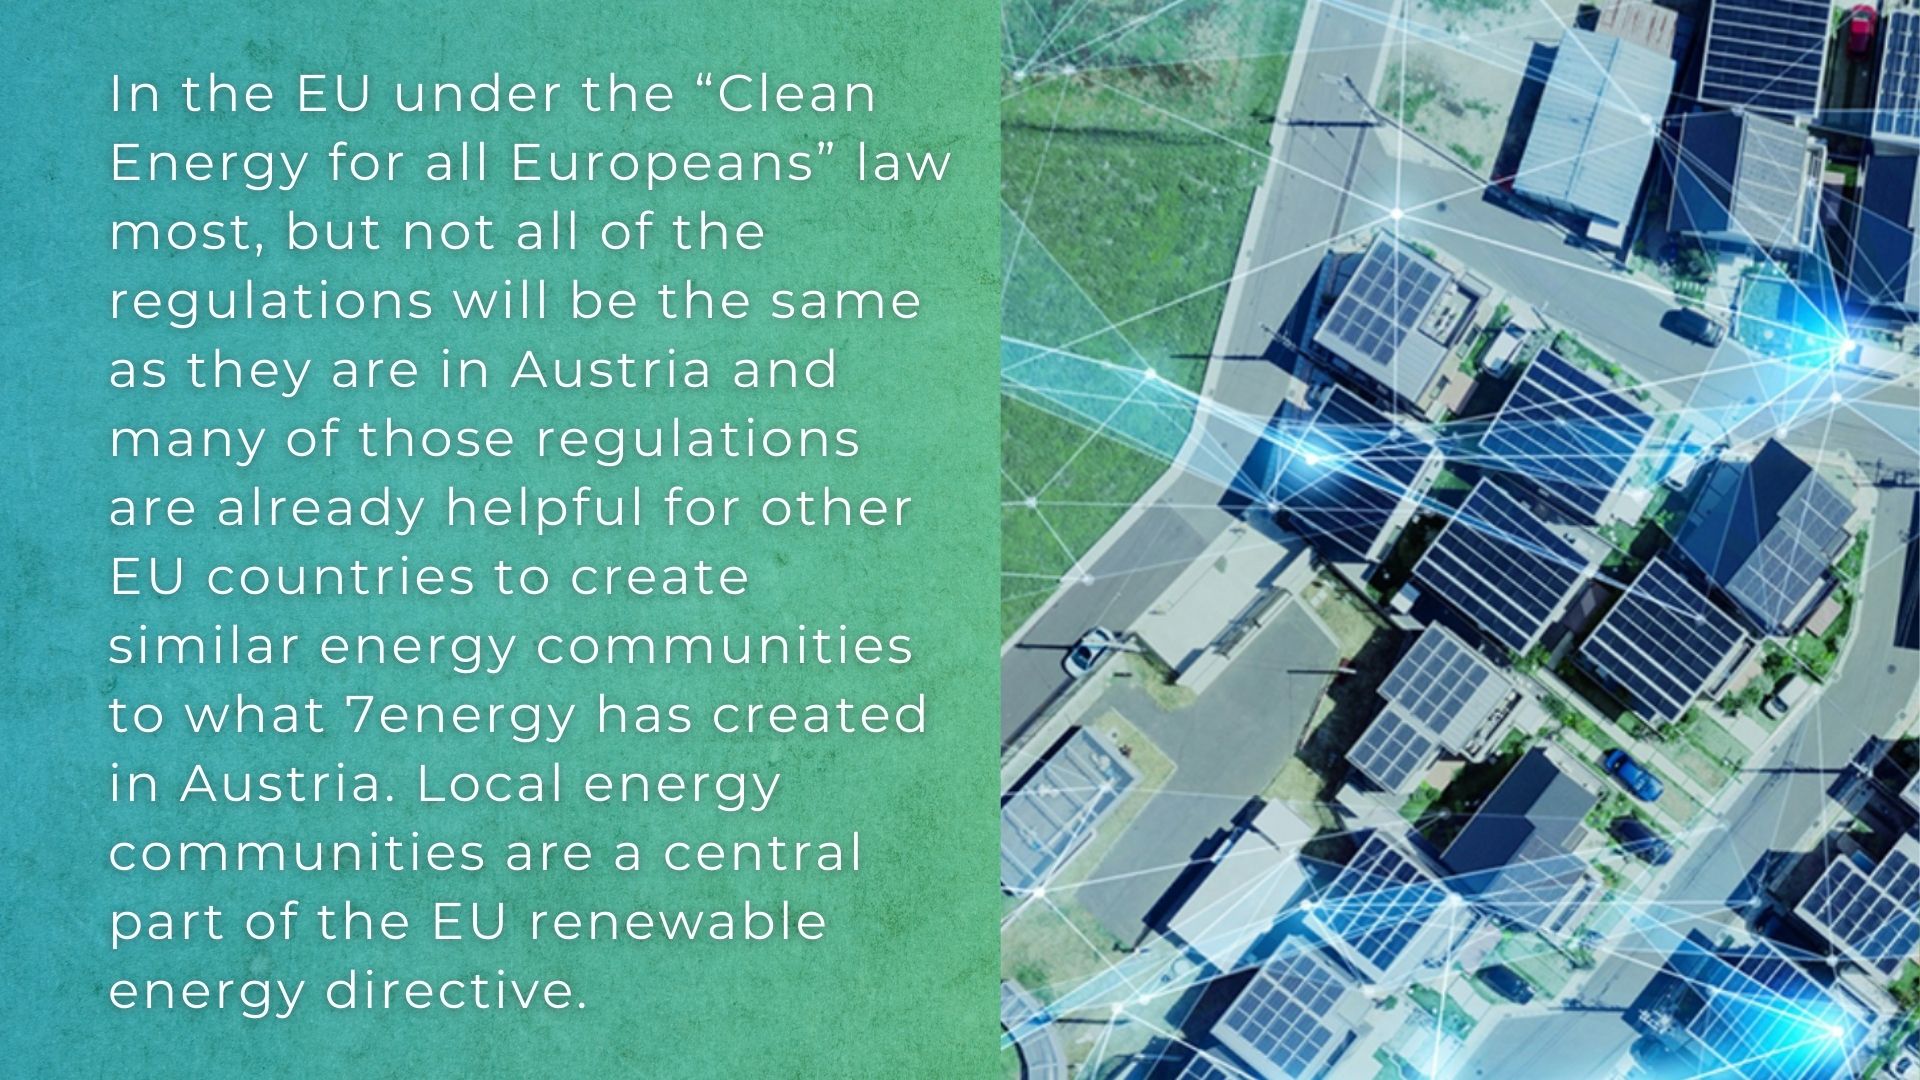 In the EU under the “Clean
Energy for all Europeans” law
most, but not all of the
regulations will be the same
as they are in Austria and
many of those regulations
are already helpful for other
EU countries to create
similar energy communities
to what 7energy has created
in Austria. Local energy
communities are a central
part of the EU renewable
energy directive.